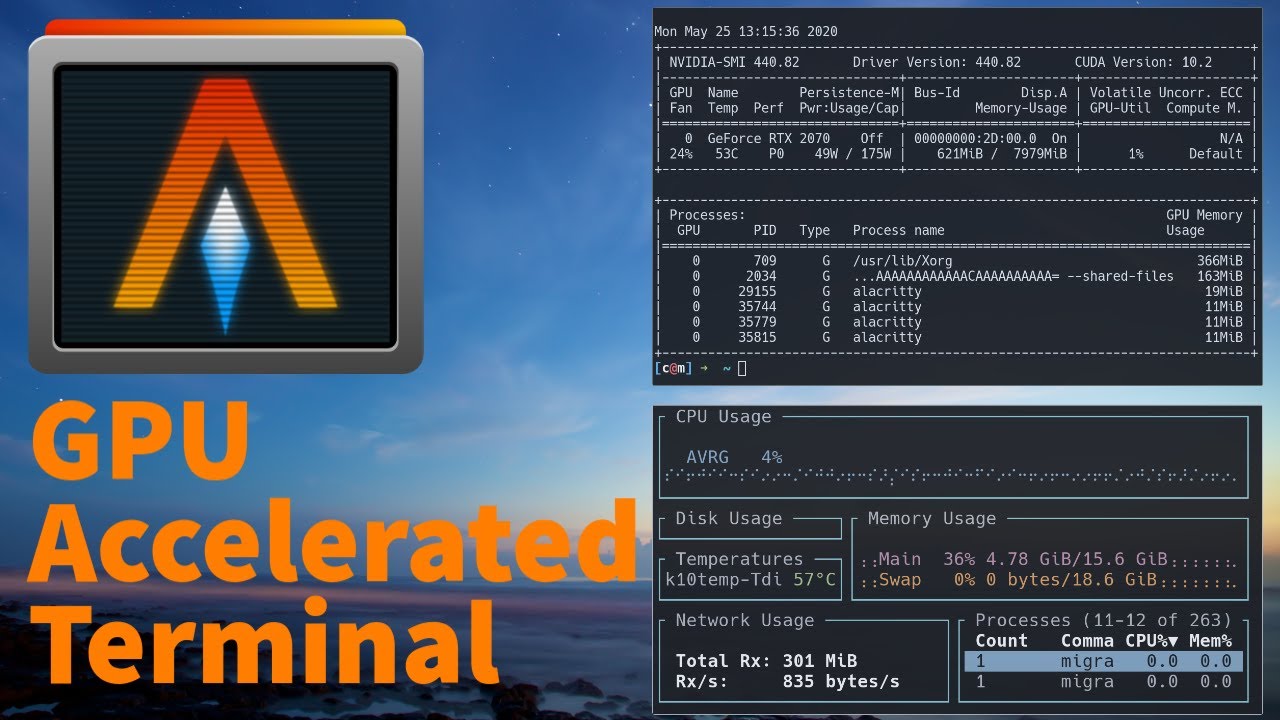 GPU
Accelerated
Terminal
Mon May 25 13:15:36 2020
NVIDIA-SMI 440.82 Driver Version: 440.82 CUDA Version: 10.2
GPU Name Persistence-M| Bus-Id Disp.A | Volatile Uncorr. ECC
Fan Temp Perf Pwr:Usage/Cap| Memory-Usage | GPU-Util Compute M.
0 GeForce RTX 2070 Off | 00000000:2D:00.0 On | N/A
24% 53C P0 49W / 175W | 621MiB / 7979MiB | 1% Default
Processes: GPU Memory
GPU PID Type Process name Usage
0 709 G /usr/lib/Xorg 366MiB
0 2034 G ...AAAAAAAAAAAACAAAAAAAAAA= --shared-files 163MiB
0 29155 G alacritty 19MiB
0 35744 G alacritty 11MiB
0 35779 G alacritty 11MiB
0 35815 G alacritty 11MiB
[c@m] → ~
CPU Usage
AVRG 4%
Disk Usage
Memory Usage
Temperatures
k10temp-Tdi 57°C
Main 36% 4.78 GiB/15.6 GiB
Swap 0% 0 bytes/18.6 GiB
Network Usage
Total Rx: 301 MiB
Rx/s: 835 bytes/s
Processes (11-12 of 263)
Count Comma CPU%▼ Mem%
1 migra 0.0 0.0
1 migra 0.0 0.0